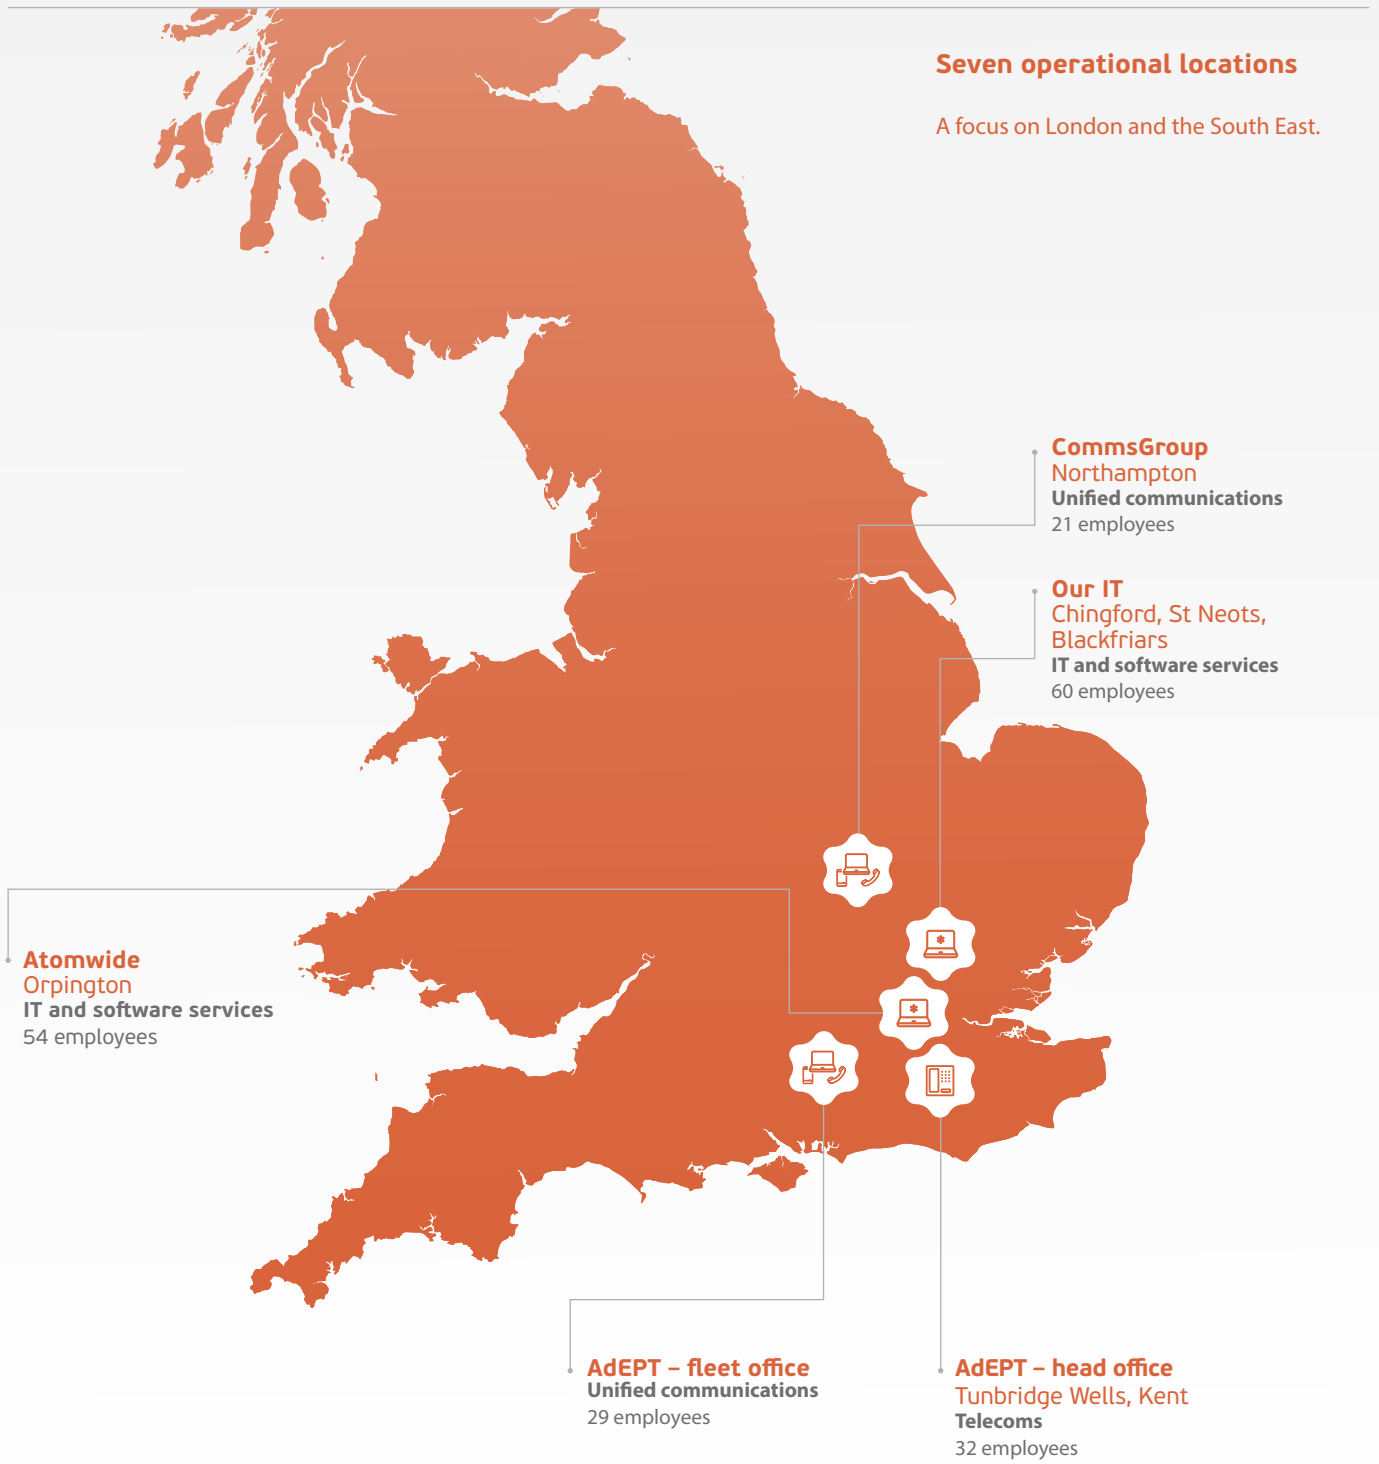 Seven operational locations
A focus on London and the South East.
CommsGroup
Northampton
Unified communications
21 employees
Our IT
Chingford, St Neots,
Blackfriars
IT and software services
60 employees
Atomwide
Orpington
IT and software services
54 employees
AdEPT – fleet office
Unified communications
29 employees
AdEPT – head office
Tunbridge Wells, Kent
Telecoms
32 employees